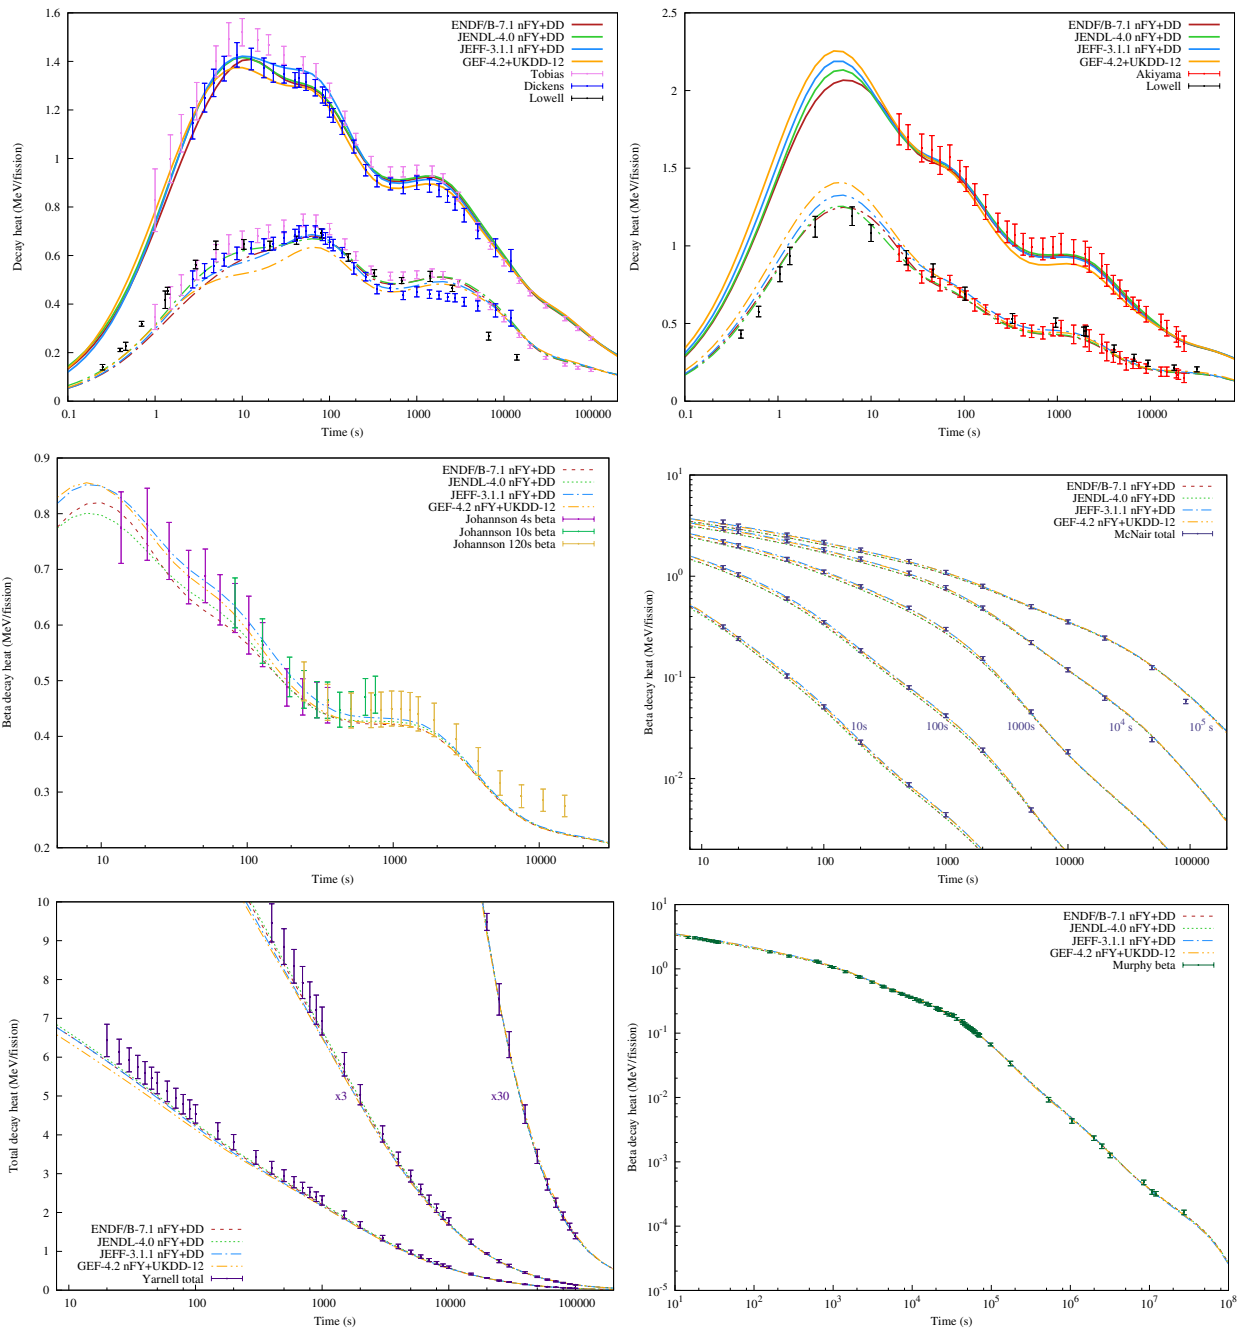 Decay heat (MeV/fission)
1.6
1.4
1.2
1
0.8
0.6
0.4
0.2
0
0.1
1
10
100
1000
10000
100000
Time (s)
ENDF/B-7.1 nFY+DD
JENDL-4.0 nFY+DD
JEFF-3.1.1 nFY+DD
GEF-4.2+UKDD-12
Tobias
Dickens
Lowell
Decay heat (MeV/fission)
2.5
2
1.5
1
0.5
0
0.1
1
10
100
1000
10000
Time (s)
ENDF/B-7.1 nFY+DD
JENDL-4.0 nFY+DD
JEFF-3.1.1 nFY+DD
GEF-4.2+UKDD-12
Akiyama
Lowell
Beta decay heat (MeV/fission)
0.9
0.8
0.7
0.6
0.5
0.4
0.3
0.2
10
100
1000
10000
Time (s)
ENDF/B-7.1 nFY+DD
JENDL-4.0 nFY+DD
JEFF-3.1.1 nFY+DD
GEF-4.2 nFY+UKDD-12
Johannson 4s beta
Johannson 10s beta
Johannson 120s beta
Beta decay heat (MeV/fission)
10^1
10^0
10^-1
10^-2
10
100
1000
10000
100000
Time (s)
ENDF/B-7.1 nFY+DD
JENDL-4.0 nFY+DD
JEFF-3.1.1 nFY+DD
GEF-4.2 nFY+UKDD-12
McNair total
10s
100s
1000s
10^4 s
10^5 s
Total decay heat (MeV/fission)
10
9
8
7
6
5
4
3
2
1
0
10
100
1000
10000
100000
Time (s)
x3
x30
ENDF/B-7.1 nFY+DD
JENDL-4.0 nFY+DD
JEFF-3.1.1 nFY+DD
GEF-4.2 nFY+UKDD-12
Yarnell total
Beta decay heat (MeV/fission)
10^1
10^0
10^-1
10^-2
10^-3
10^-4
10^-5
10^1
10^2
10^3
10^4
10^5
10^6
10^7
10^8
Time (s)
ENDF/B-7.1 nFY+DD
JENDL-4.0 nFY+DD
JEFF-3.1.1 nFY+DD
GEF-4.2 nFY+UKDD-12
Murphy beta